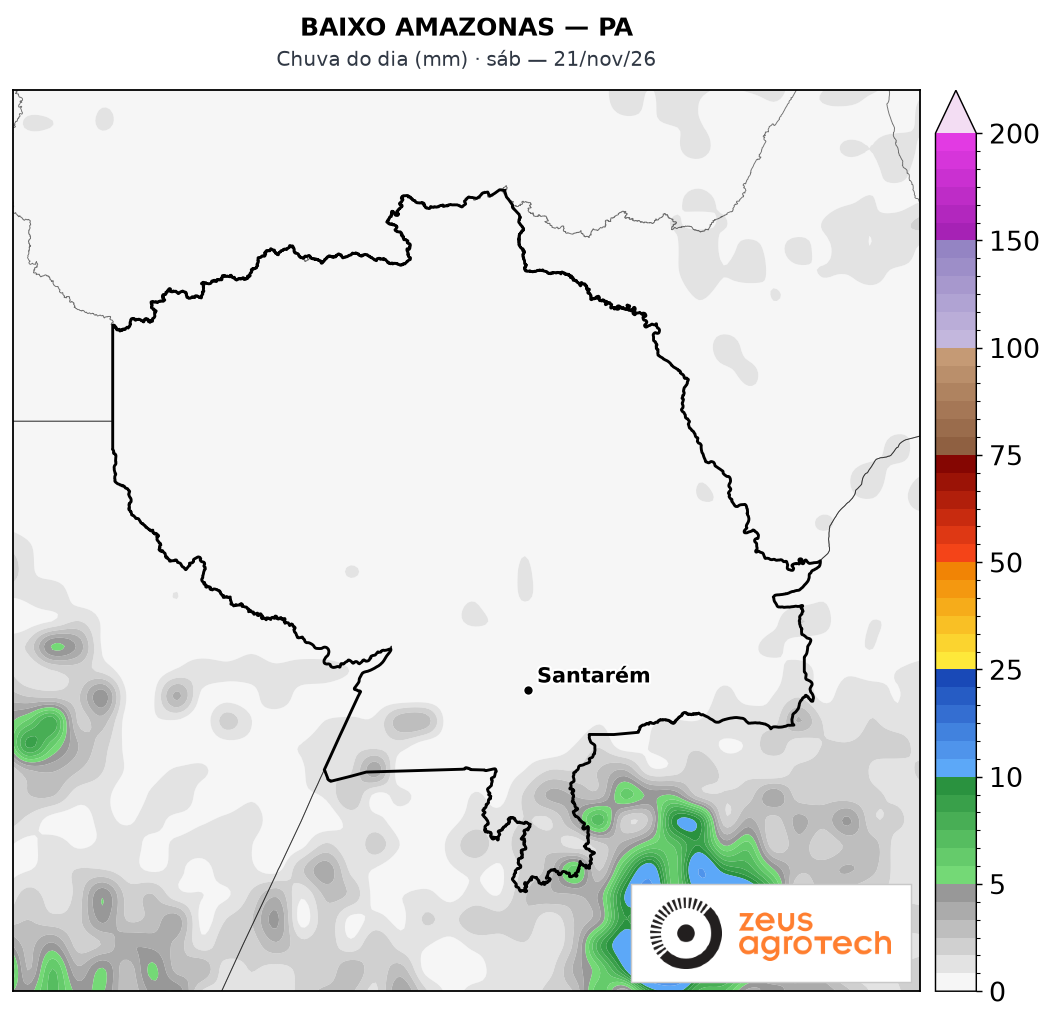 BAIXO AMAZONAS — PA
Chuva do dia (mm) · sáb — 21/nov/26
200
150
100
75
50
25
10
5
0
Santarém
zeus
agrotech